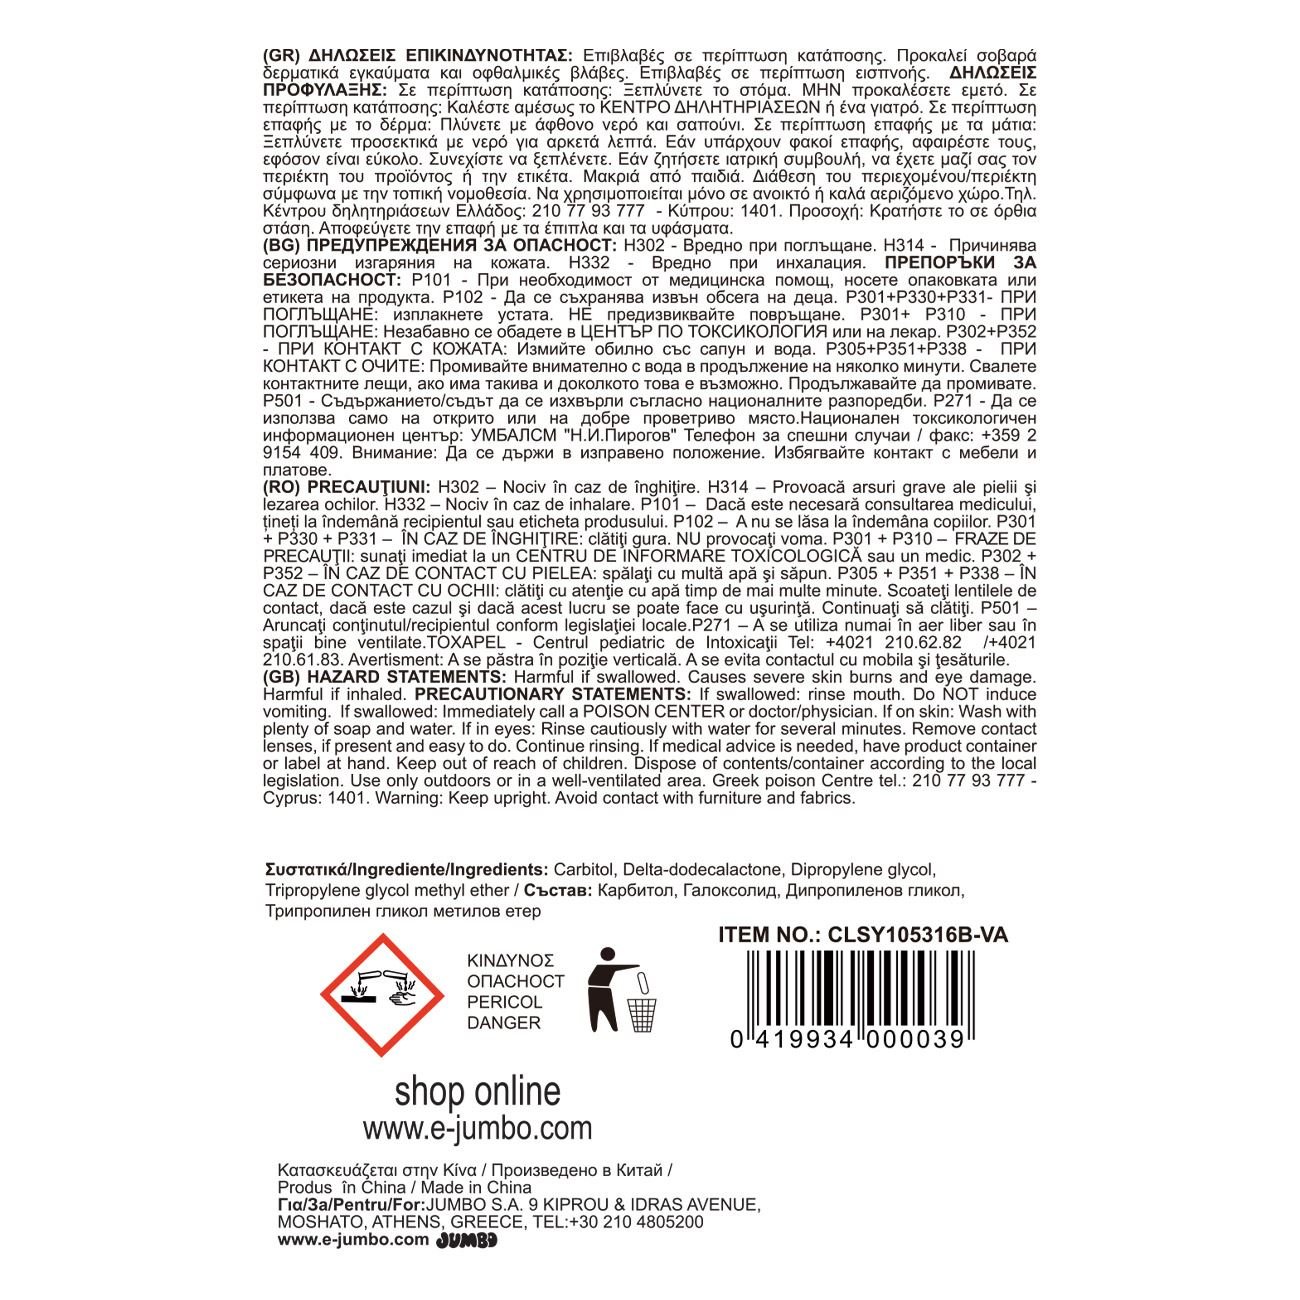 (GR) ΔΗΛΩΣΕΙΣ ΕΠΙΚΙΝΔΥΝΟΤΗΤΑΣ: Επιβλαβές σε περίπτωση κατάποσης. Προκαλεί σοβαρά
δερματικά εγκαύματα και οφθαλμικές βλάβες. Επιβλαβές σε περίπτωση εισπνοής. ΔΗΛΩΣΕΙΣ
ΠΡΟΦΥΛΑΞΗΣ: Σε περίπτωση κατάποσης: Ξεπλύνετε το στόμα. ΜΗΝ προκαλέσετε εμετό. Σε
περίπτωση κατάποσης: Καλέστε αμέσως το ΚΕΝΤΡΟ ΔΗΛΗΤΗΡΙΑΣΕΩΝ ή ένα γιατρό. Σε περίπτωση
επαφής με το δέρμα: Πλύνετε με άφθονο νερό και σαπούνι. Σε περίπτωση επαφής με τα μάτια:
Ξεπλύνετε προσεκτικά με νερό για αρκετά λεπτά. Εάν υπάρχουν φακοί επαφής, αφαιρέστε τους,
εφόσον είναι εύκολο. Συνεχίστε να ξεπλένετε. Εάν ζητήσετε ιατρική συμβουλή, να έχετε μαζί σας τον
περιέκτη του προϊόντος ή την ετικέτα. Μακριά από παιδιά. Διάθεση του περιεχομένου/περιέκτη
σύμφωνα με την τοπική νομοθεσία. Να χρησιμοποιείται μόνο σε ανοικτό ή καλά αεριζόμενο χώρο.Τηλ.
Κέντρου δηλητηριάσεων Ελλάδος: 210 77 93 777 - Κύπρου: 1401. Προσοχή: Κρατήστε το σε όρθια
στάση. Αποφεύγετε την επαφή με τα έπιπλα και τα υφάσματα.
(BG) ПРЕДУПРЕЖДЕНИЯ ЗА ОПАСНОСТ: H302 - Вредно при поглъщане. H314 - Причинява
сериозни изгаряния на кожата. H332 - Вредно при инхалация. ПРЕПОРЪКИ ЗА
БЕЗОПАСНОСТ: P101 - При необходимост от медицинска помощ, носете опаковката или
етикета на продукта. P102 - Да се съхранява извън обсега на деца. P301+P330+P331- ПРИ
ПОГЛЪЩАНЕ: изплакнете устата. НЕ предизвиквайте повръщане. P301+ P310 - ПРИ
ПОГЛЪЩАНЕ: Незабавно се обадете в ЦЕНТЪР ПО ТОКСИКОЛОГИЯ или на лекар. P302+P352
- ПРИ КОНТАКТ С КОЖАТА: Измийте обилно със сапун и вода. P305+P351+P338 - ПРИ
КОНТАКТ С ОЧИТЕ: Промивайте внимателно с вода в продължение на няколко минути. Свалете
контактните лещи, ако има такива и доколкото това е възможно. Продължавайте да промивате.
P501 - Съдържанието/съдът да се изхвърли съгласно националните разпоредби. P271 - Да се
използва само на открито или на добре проветриво място.Национален токсикологичен
информационен център: УМБАЛСМ "Н.И.Пирогов" Телефон за спешни случаи / факс: +359 2
9154 409. Внимание: Да се държи в изправено положение. Избягвайте контакт с мебели и
платове.
(RO) PRECAUŢIUNI: H302 – Nociv în caz de înghiţire. H314 – Provoacă arsuri grave ale pielii şi
lezarea ochilor. H332 – Nociv în caz de inhalare. P101 – Dacă este necesară consultarea medicului,
ţineţi la îndemână recipientul sau eticheta produsului. P102 – A nu se lăsa la îndemâna copiilor. P301
+ P330 + P331 – ÎN CAZ DE ÎNGHIŢIRE: clătiţi gura. NU provocaţi voma. P301 + P310 – FRAZE DE
PRECAUŢII: sunaţi imediat la un CENTRU DE INFORMARE TOXICOLOGICĂ sau un medic. P302 +
P352 – ÎN CAZ DE CONTACT CU PIELEA: spălaţi cu multă apă şi săpun. P305 + P351 + P338 – ÎN
CAZ DE CONTACT CU OCHII: clătiţi cu atenţie cu apă timp de mai multe minute. Scoateţi lentilele de
contact, dacă este cazul şi dacă acest lucru se poate face cu uşurinţă. Continuaţi să clătiţi. P501 –
Aruncaţi conţinutul/recipientul conform legislaţiei locale.P271 – A se utiliza numai în aer liber sau în
spaţii bine ventilate.TOXAPEL - Centrul pediatric de Intoxicaţii Tel: +4021 210.62.82 /+4021
210.61.83. Avertisment: A se păstra în poziţie verticală. A se evita contactul cu mobila şi ţesăturile.
(GB) HAZARD STATEMENTS: Harmful if swallowed. Causes severe skin burns and eye damage.
Harmful if inhaled. PRECAUTIONARY STATEMENTS: If swallowed: rinse mouth. Do NOT induce
vomiting. If swallowed: Immediately call a POISON CENTER or doctor/physician. If on skin: Wash with
plenty of soap and water. If in eyes: Rinse cautiously with water for several minutes. Remove contact
lenses, if present and easy to do. Continue rinsing. If medical advice is needed, have product container
or label at hand. Keep out of reach of children. Dispose of contents/container according to the local
legislation. Use only outdoors or in a well-ventilated area. Greek poison Centre tel.: 210 77 93 777 -
Cyprus: 1401. Warning: Keep upright. Avoid contact with furniture and fabrics.
Συστατικά/Ingrediente/Ingredients: Carbitol, Delta-dodecalactone, Dipropylene glycol,
Tripropylene glycol methyl ether / Състав: Карбитол, Галоксолид, Дипропиленов гликол,
Трипропилен гликол метилов етер
ITEM NO.: CLSY105316B-VA
ΚΙΝΔΥΝΟΣ
ОПАСНОСТ
PERICOL
DANGER
0 419934 000039
shop online
www.e-jumbo.com
Κατασκευάζεται στην Κίνα / Произведено в Китай /
Produs în China / Made in China
Για/За/Pentru/For:JUMBO S.A. 9 KIPROU & IDRAS AVENUE,
MOSHATO, ATHENS, GREECE, TEL:+30 210 4805200
www.e-jumbo.com JUMBO